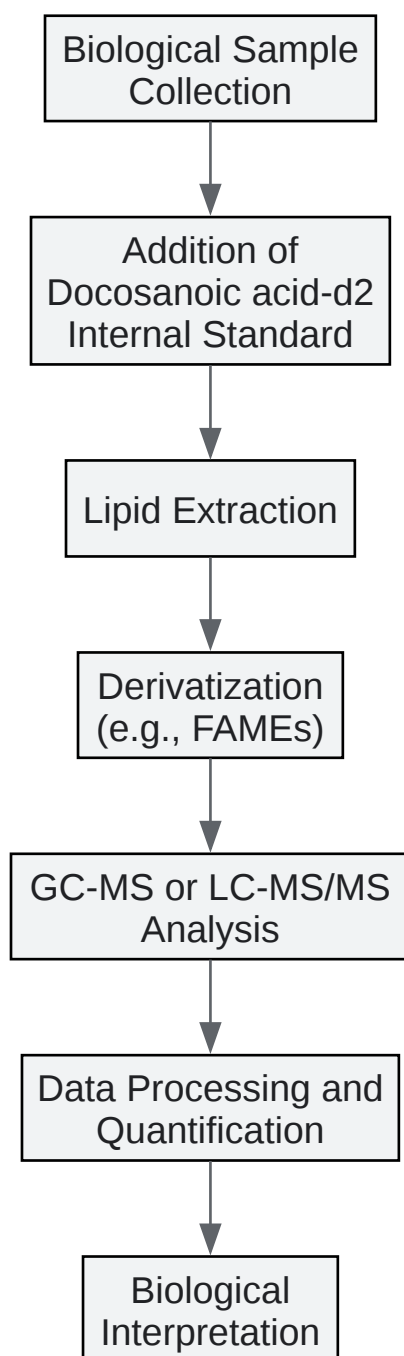 Biological Sample
Collection
Addition of
Docosanoic acid-d2
Internal Standard
Lipid Extraction
Derivatization
(e.g., FAMEs)
GC-MS or LC-MS/MS
Analysis
Data Processing and
Quantification
Biological
Interpretation